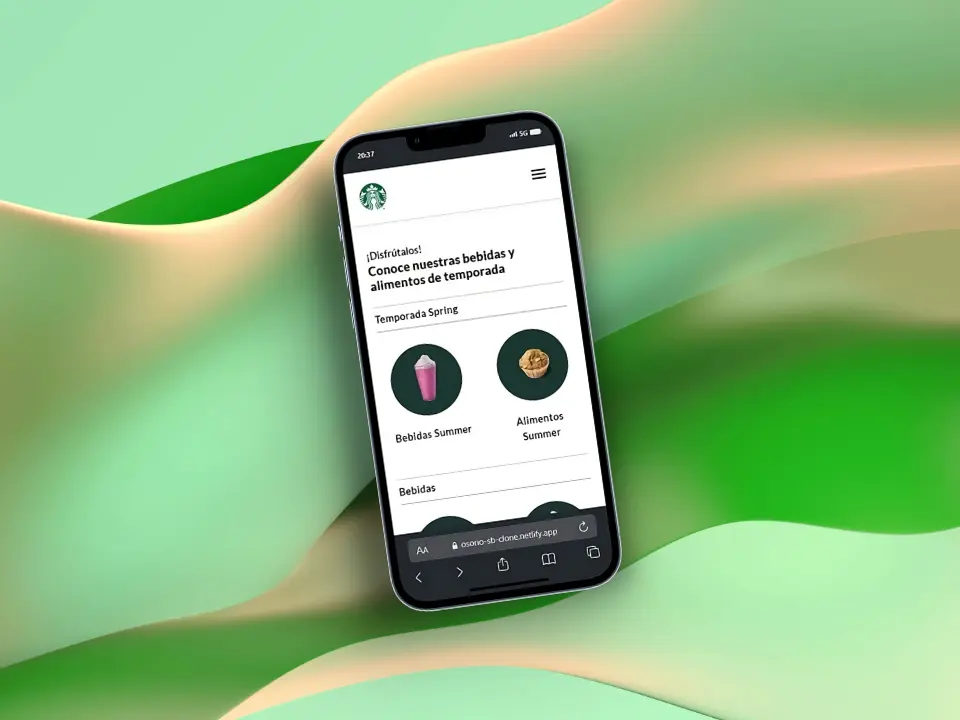 20:37
5G
¡Disfrútalos!
Conoce nuestras bebidas y
alimentos de temporada
Temporada Spring
Bebidas Summer
Alimentos
Summer
Bebidas
AA
osorio-sb-clone.netlify.app